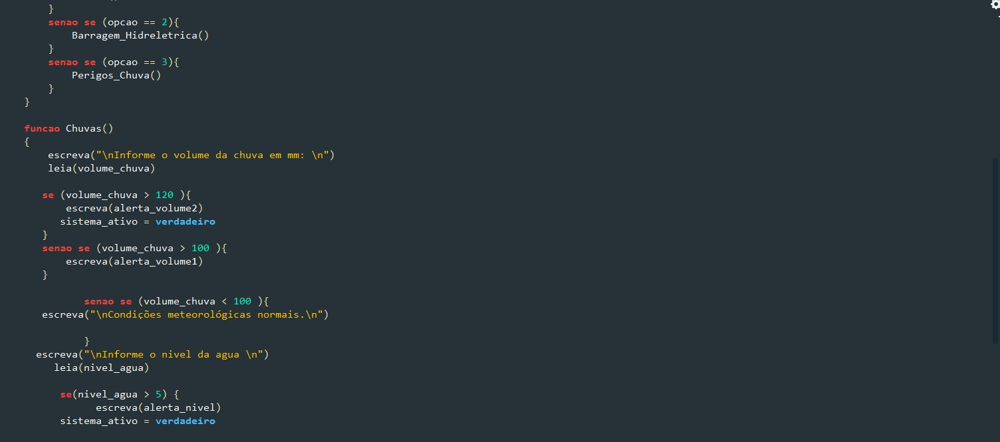 }
senao se (opcao == 2){
Barragem_Hidreletrica()
}
senao se (opcao == 3){
Perigos_Chuva()
}
}
funcao Chuvas()
{
escreva("\nInforme o volume da chuva em mm: \n")
leia(volume_chuva)
se (volume_chuva > 120 ){
escreva(alerta_volume2)
sistema_ativo = verdadeiro
}
senao se (volume_chuva > 100 ){
escreva(alerta_volume1)
}
senao se (volume_chuva < 100 ){
escreva("\nCondições meteorológicas normais.\n")
}
escreva("\nInforme o nivel da agua \n")
leia(nivel_agua)
se(nivel_agua > 5) {
escreva(alerta_nivel)
sistema_ativo = verdadeiro